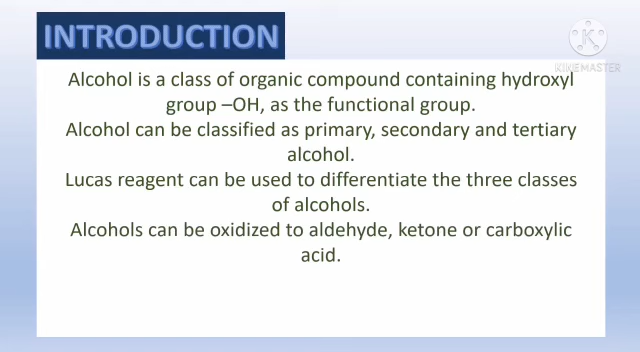 INTRODUCTION
K
KINEMASTER
Alcohol is a class of organic compound containing hydroxyl
group –OH, as the functional group.
Alcohol can be classified as primary, secondary and tertiary
alcohol.
Lucas reagent can be used to differentiate the three classes
of alcohols.
Alcohols can be oxidized to aldehyde, ketone or carboxylic
acid.